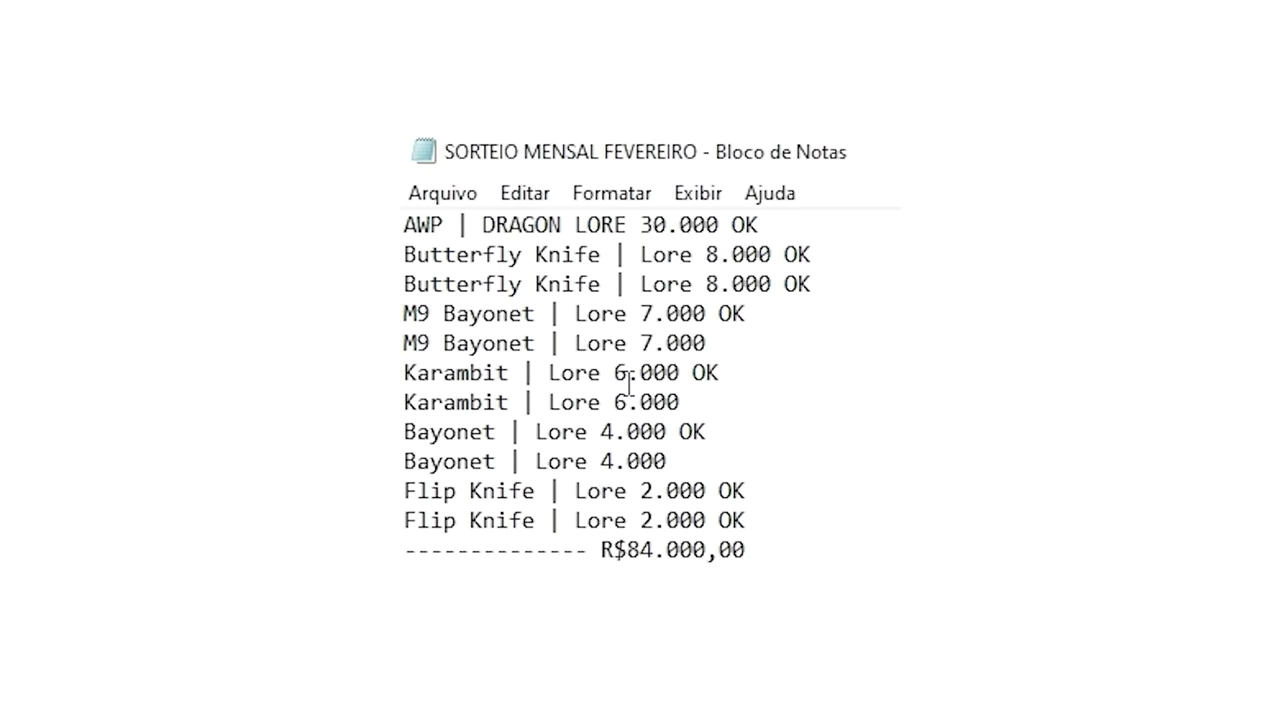 SORTEIO MENSAL FEVEREIRO - Bloco de Notas
Arquivo Editar Formatar Exibir Ajuda
AWP | DRAGON LORE 30.000 OK
Butterfly Knife | Lore 8.000 OK
Butterfly Knife | Lore 8.000 OK
M9 Bayonet | Lore 7.000 OK
M9 Bayonet | Lore 7.000
Karambit | Lore 6.000 OK
Karambit | Lore 6.000
Bayonet | Lore 4.000 OK
Bayonet | Lore 4.000
Flip Knife | Lore 2.000 OK
Flip Knife | Lore 2.000 OK
-------------- R$84.000,00